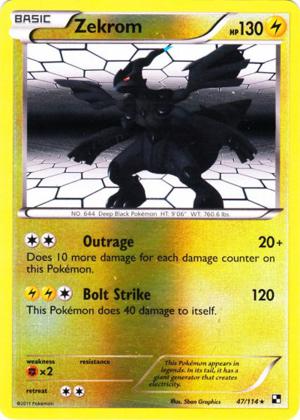 BASIC
Zekrom
HP 130
NO. 644 Deep Black Pokémon HT: 9'06" WT: 760.6 lbs.
Outrage 20+
Does 10 more damage for each damage counter on
this Pokémon.
Bolt Strike 120
This Pokémon does 40 damage to itself.
weakness
resistance
×2
retreat
This Pokémon appears in
legends. In its tail, it has a
giant generator that creates
electricity.
Illus. 5ban Graphics
©2011 Pokémon
47/114★